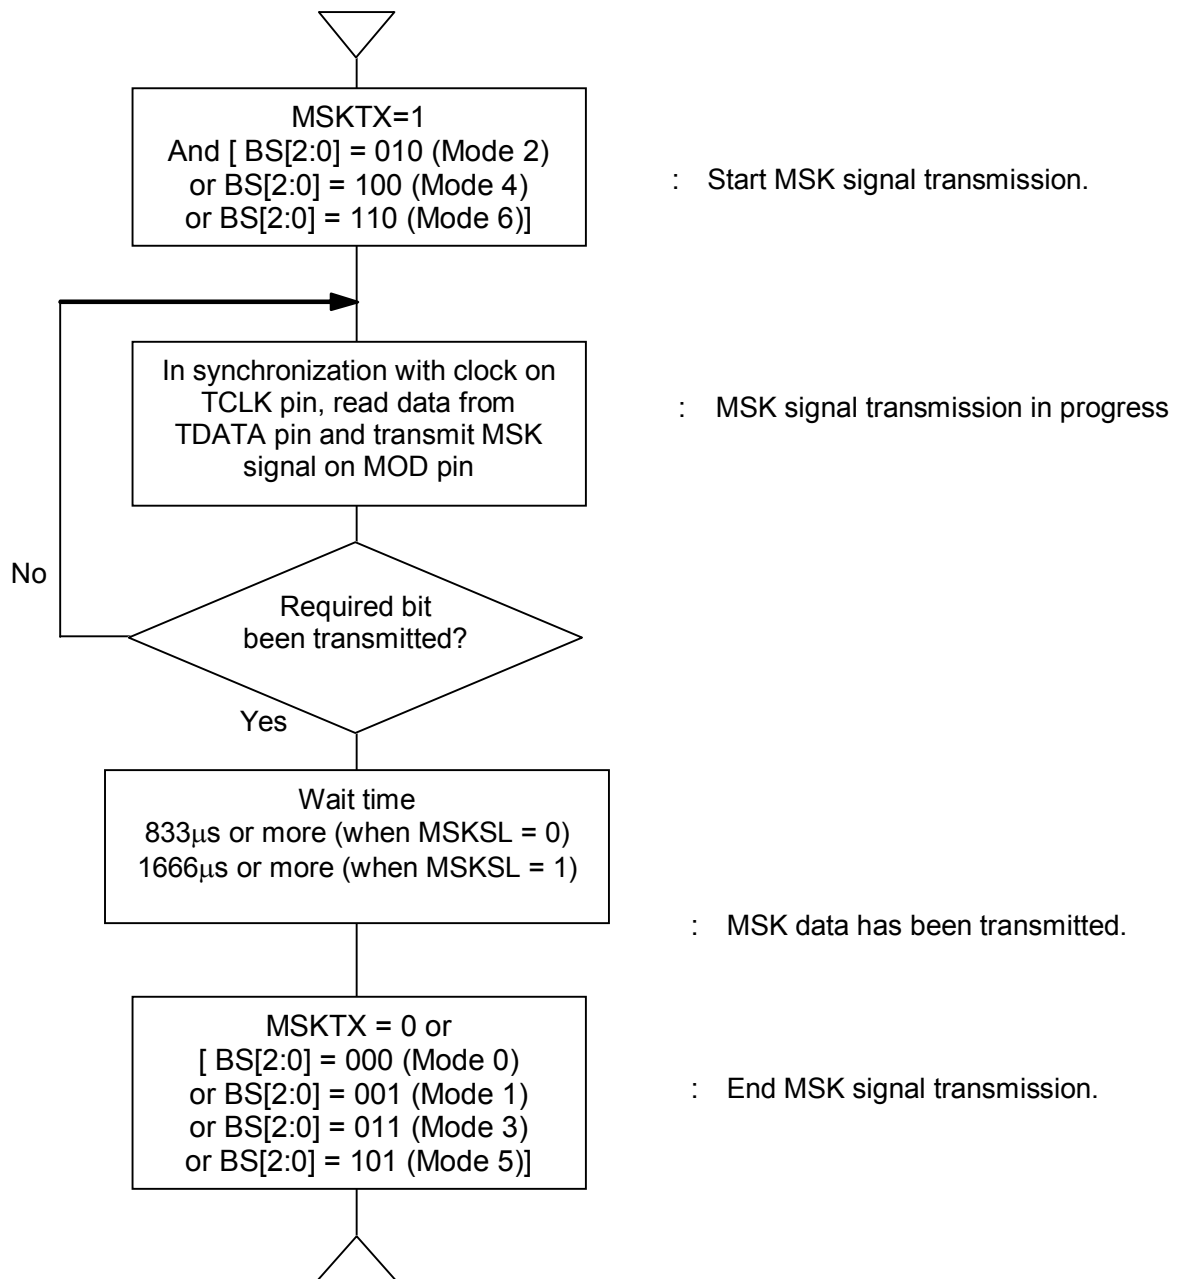 MSKTX=1
And [ BS[2:0] = 010 (Mode 2)
or BS[2:0] = 100 (Mode 4)
or BS[2:0] = 110 (Mode 6)]
: Start MSK signal transmission.
In synchronization with clock on
TCLK pin, read data from
TDATA pin and transmit MSK
signal on MOD pin
: MSK signal transmission in progress
No
Required bit
been transmitted?
Yes
Wait time
833μs or more (when MSKSL = 0)
1666μs or more (when MSKSL = 1)
: MSK data has been transmitted.
MSKTX = 0 or
[ BS[2:0] = 000 (Mode 0)
or BS[2:0] = 001 (Mode 1)
or BS[2:0] = 011 (Mode 3)
or BS[2:0] = 101 (Mode 5)]
: End MSK signal transmission.